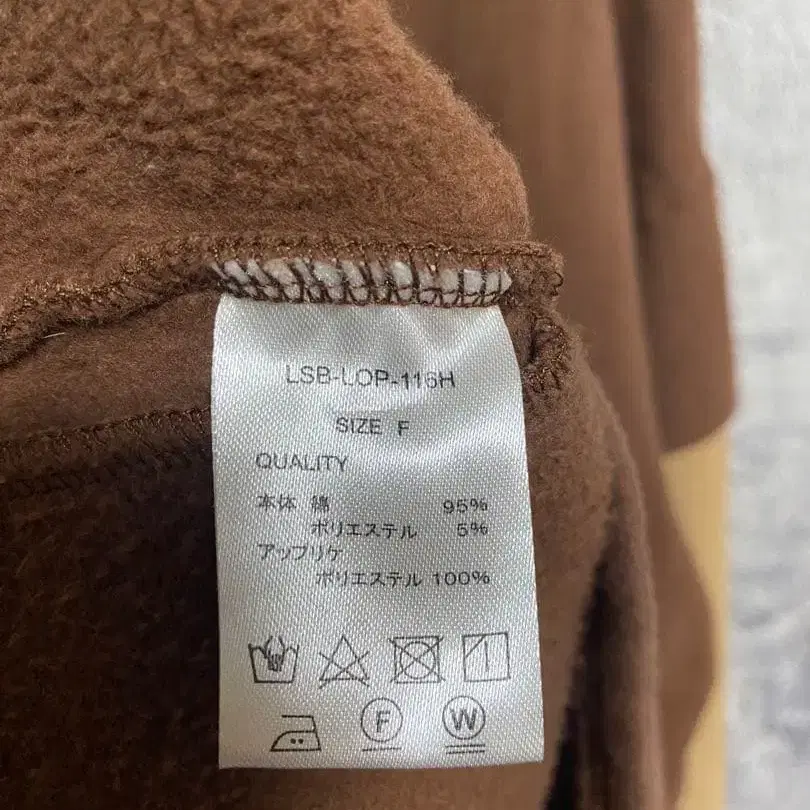 LSB-LOP-116H
SIZE F
QUALITY
本体 綿 95%
ポリエステル 5%
アップリケ
ポリエステル 100%
F W